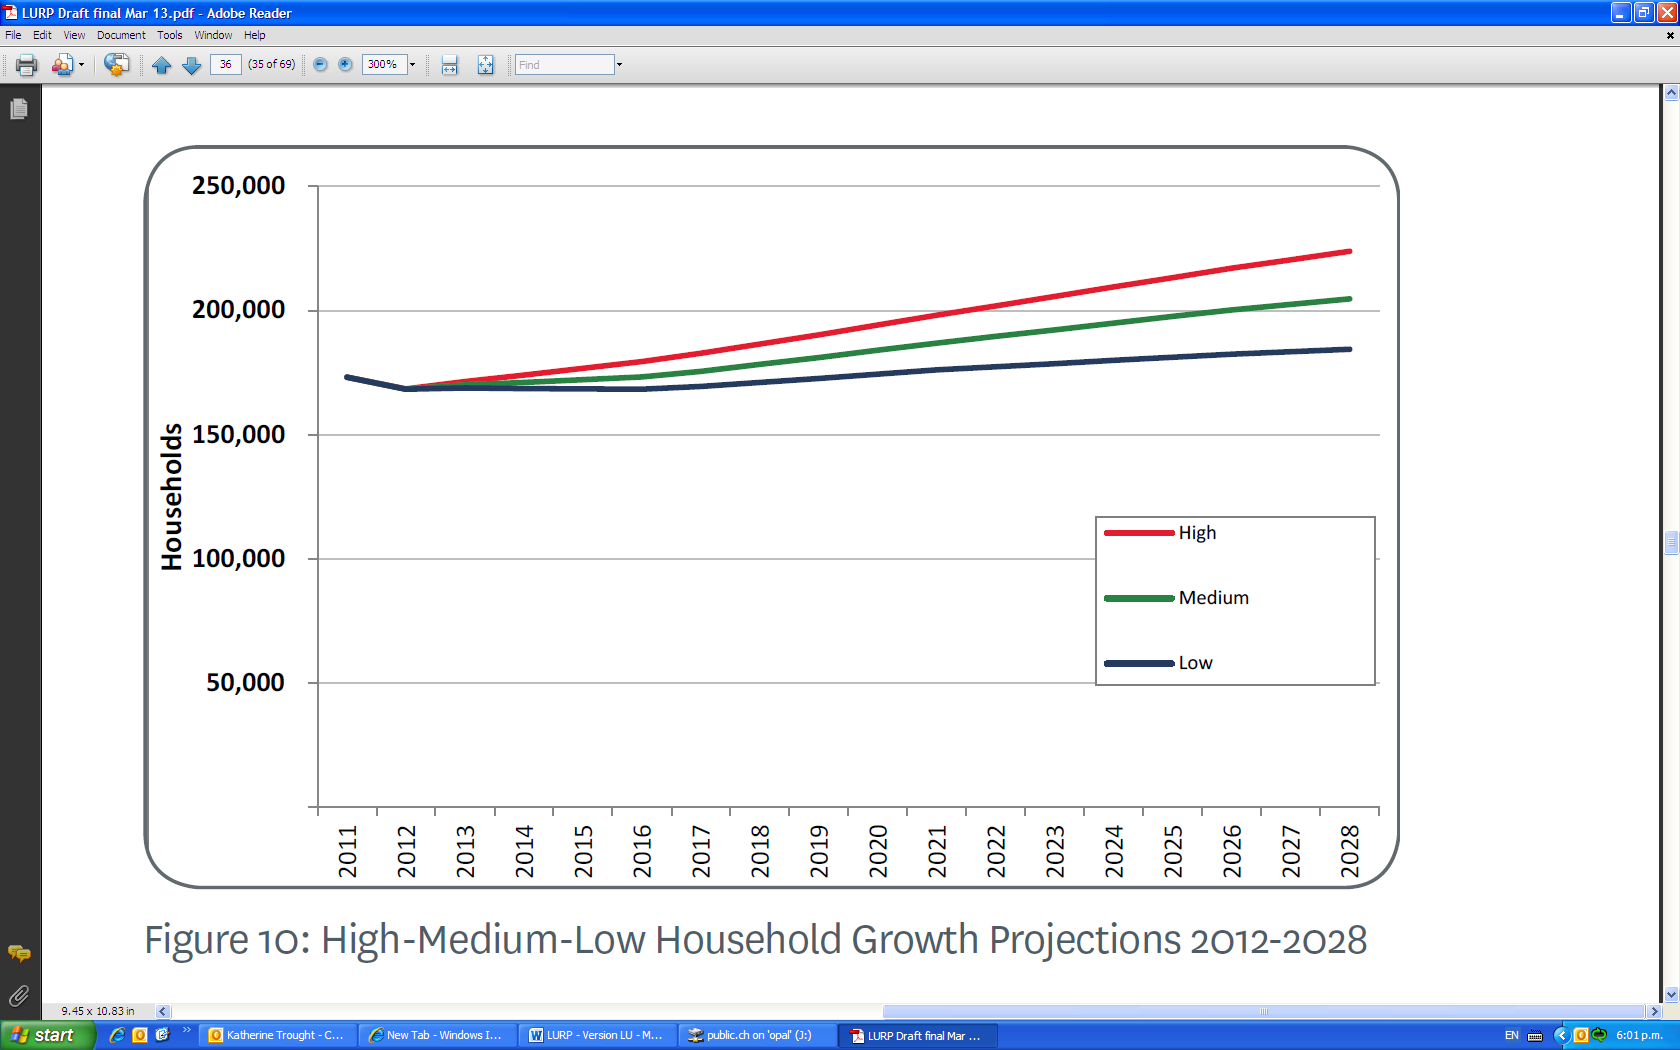 LURP Draft final Mar 13.pdf - Adobe Reader
File Edit View Document Tools Window Help
36 (35 of 69) 300% Find
250,000
200,000
150,000
100,000
50,000
Households
High
Medium
Low
2011 2012 2013 2014 2015 2016 2017 2018 2019 2020 2021 2022 2023 2024 2025 2026 2027 2028
Figure 10: High-Medium-Low Household Growth Projections 2012-2028
9.45 x 10.83 in
start Katherine Trought - C... New Tab - Windows I... LURP - Version LU - M... public.ch on 'opal' (J:) LURP Draft final Mar ... EN 6:01 p.m.